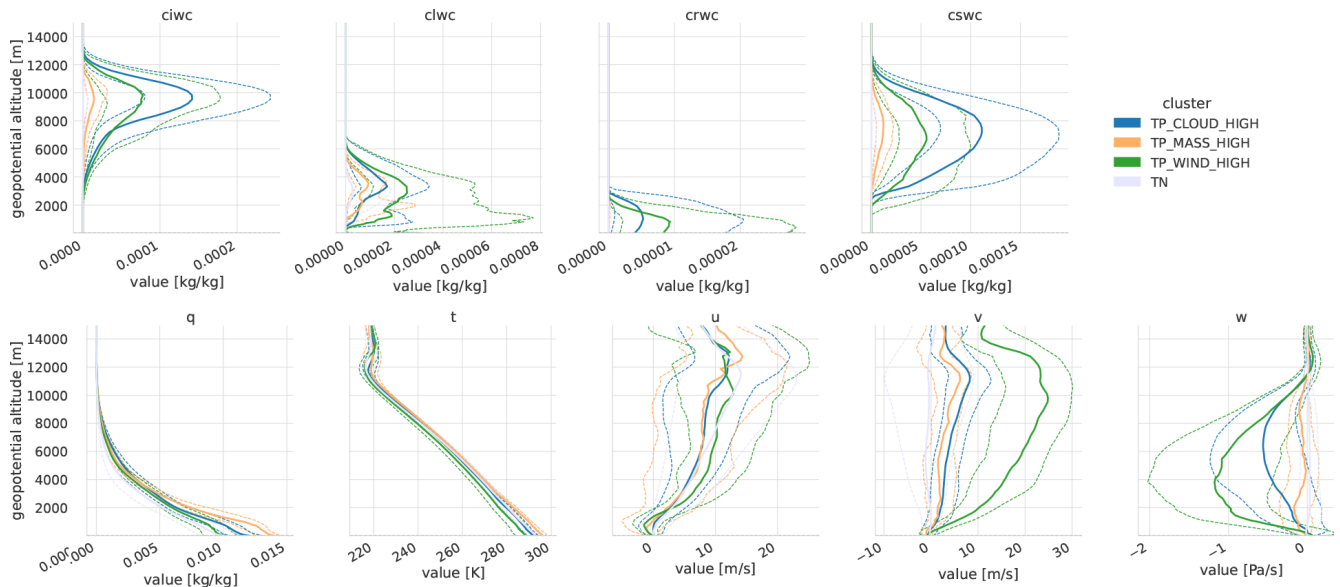 ciwc clwc crwc cswc
geopotential altitude [m]
14000
12000
10000
8000
6000
4000
2000
0.0000 0.0001 0.0002
0.00000 0.00002 0.00004 0.00006 0.00008
0.00000 0.00001 0.00002
0.00000 0.00005 0.00010 0.00015
value [kg/kg] value [kg/kg] value [kg/kg] value [kg/kg]
cluster
TP_CLOUD_HIGH
TP_MASS_HIGH
TP_WIND_HIGH
TN
q t u v w
geopotential altitude [m]
14000
12000
10000
8000
6000
4000
2000
0.000 0.005 0.010 0.015
220 240 260 280 300
0 10 20
−10 0 10 20 30
−2 −1 0
value [kg/kg] value [K] value [m/s] value [m/s] value [Pa/s]